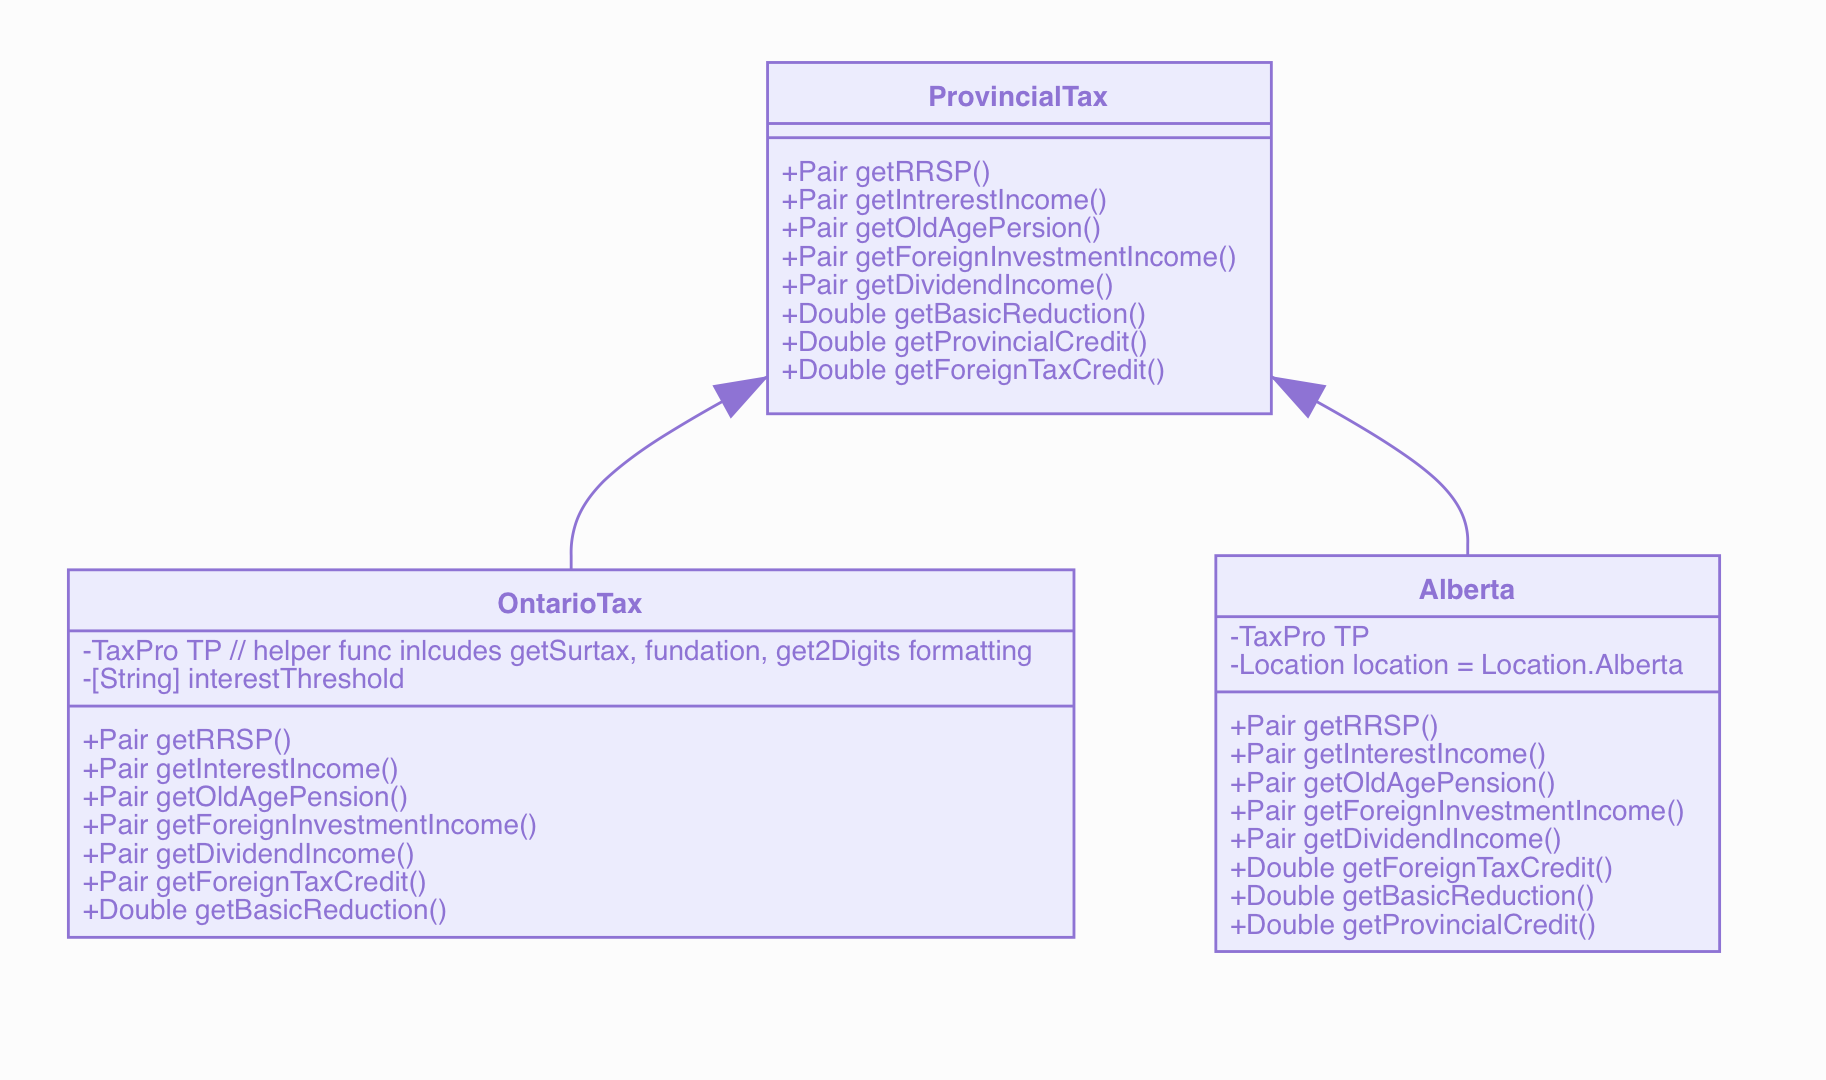 ProvincialTax
+Pair getRRSP()
+Pair getIntrerestIncome()
+Pair getOldAgePersion()
+Pair getForeignInvestmentIncome()
+Pair getDividendIncome()
+Double getBasicReduction()
+Double getProvincialCredit()
+Double getForeignTaxCredit()
OntarioTax
-TaxPro TP // helper func inlcudes getSurtax, fundation, get2Digits formatting
-[String] interestThreshold
+Pair getRRSP()
+Pair getInterestIncome()
+Pair getOldAgePension()
+Pair getForeignInvestmentIncome()
+Pair getDividendIncome()
+Pair getForeignTaxCredit()
+Double getBasicReduction()
Alberta
-TaxPro TP
-Location location = Location.Alberta
+Pair getRRSP()
+Pair getInterestIncome()
+Pair getOldAgePension()
+Pair getForeignInvestmentIncome()
+Pair getDividendIncome()
+Double getForeignTaxCredit()
+Double getBasicReduction()
+Double getProvincialCredit()